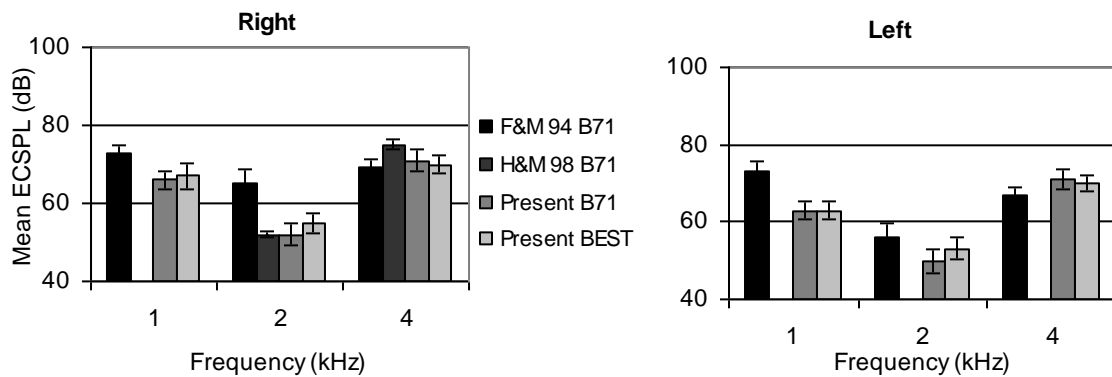 Right
Mean ECSPL (dB)
100
80
60
40
1 2 4
Frequency (kHz)
F&M 94 B71
H&M 98 B71
Present B71
Present BEST
Left
100
80
60
40
1 2 4
Frequency (kHz)